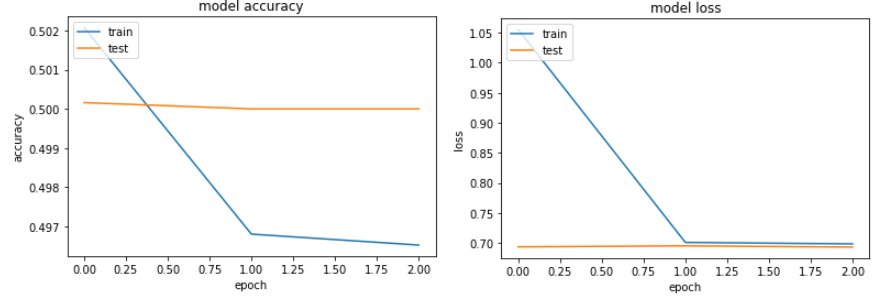 model accuracy
train
test
0.502
0.501
0.500
0.499
0.498
0.497
accuracy
0.00 0.25 0.50 0.75 1.00 1.25 1.50 1.75 2.00
epoch
model loss
train
test
1.05
1.00
0.95
0.90
0.85
0.80
0.75
0.70
loss
0.00 0.25 0.50 0.75 1.00 1.25 1.50 1.75 2.00
epoch